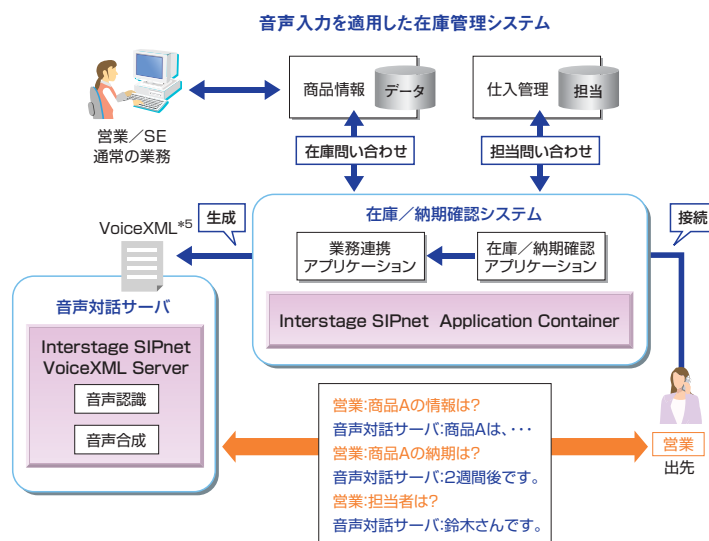 音声入力を適用した在庫管理システム
商品情報
データ
仕入管理
担当
営業／SE
通常の業務
在庫問い合わせ
担当問い合わせ
VoiceXML*5
生成
在庫／納期確認システム
接続
業務連携
アプリケーション
在庫／納期確認
アプリケーション
Interstage SIPnet Application Container
音声対話サーバ
Interstage SIPnet
VoiceXML Server
音声認識
音声合成
営業:商品Aの情報は?
音声対話サーバ:商品Aは、・・・
営業:商品Aの納期は?
音声対話サーバ:2週間後です。
営業:担当者は?
音声対話サーバ:鈴木さんです。
営業
出先